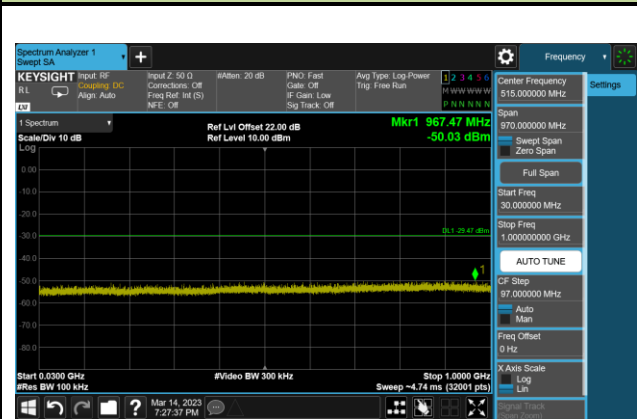 Spectrum Analyzer 1
Swept SA
Frequency
KEYSIGHT
RL
Input: RF
Coupling: DC
Align: Auto
Input Z: 50 Ω
Corrections: Off
Freq Ref: Int (S)
NFE: Off
#Atten: 20 dB
PNO: Fast
Gate: Off
IF Gain: Low
Sig Track: Off
Avg Type: Log-Power
Trig: Free Run
1 2 3 4 5 6
M W W W W W
P N N N N N
1 Spectrum
Scale/Div 10 dB
Log
Ref Lvl Offset 22.00 dB
Ref Level 10.00 dBm
Mkr1 967.47 MHz
-50.03 dBm
0.00
-10.0
-20.0
-30.0
-40.0
-50.0
-60.0
-70.0
-80.0
DL1 -29.47 dBm
1
Start 0.0300 GHz
#Res BW 100 kHz
#Video BW 300 kHz
Stop 1.0000 GHz
Sweep ~4.74 ms (32001 pts)
Center Frequency
515.000000 MHz
Settings
Span
970.000000 MHz
Swept Span
Zero Span
Full Span
Start Freq
30.000000 MHz
Stop Freq
1.000000000 GHz
AUTO TUNE
CF Step
97.000000 MHz
Auto
Man
Freq Offset
0 Hz
X Axis Scale
Log
Lin
Signal Track
(Span Zoom)
?
Mar 14, 2023
7:27:37 PM